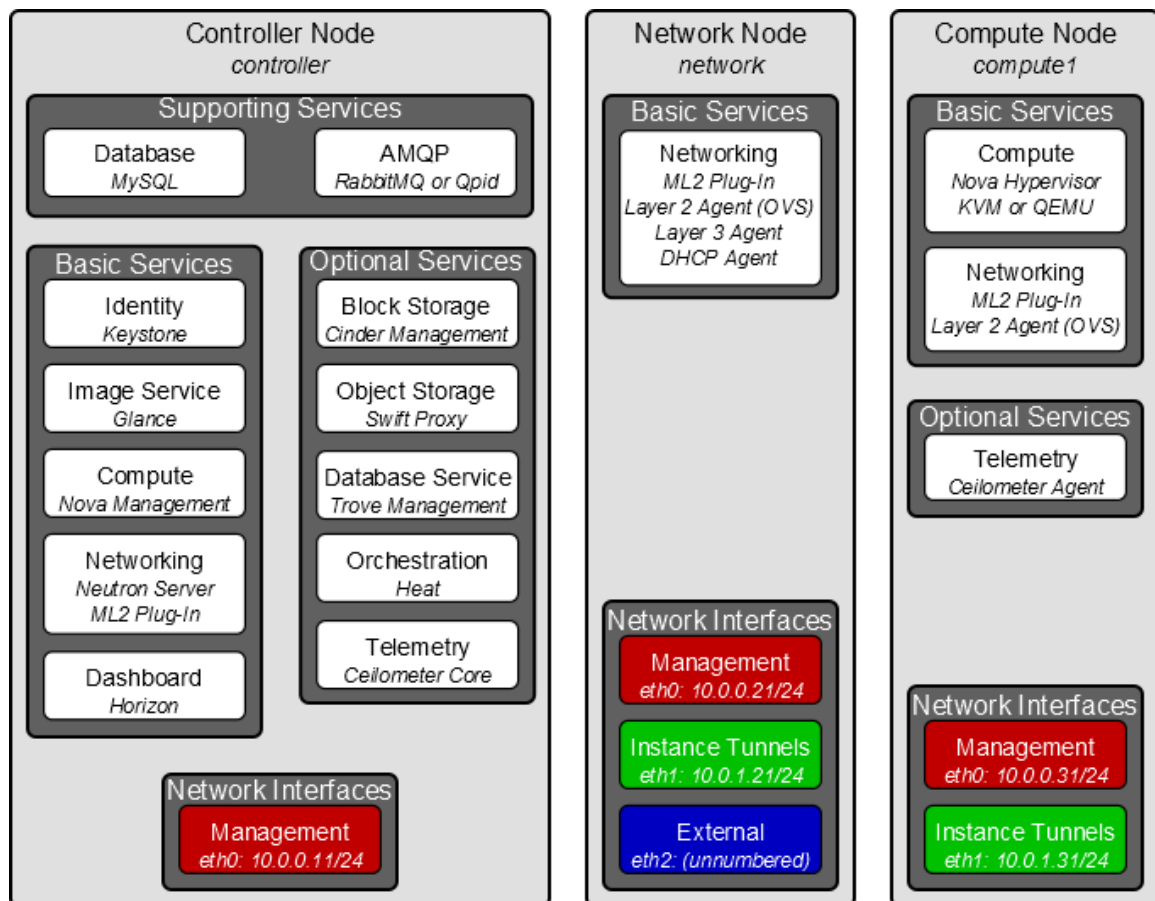 Controller Node
controller
Supporting Services
Database
MySQL
AMQP
RabbitMQ or Qpid
Basic Services
Identity
Keystone
Image Service
Glance
Compute
Nova Management
Networking
Neutron Server
ML2 Plug-In
Dashboard
Horizon
Optional Services
Block Storage
Cinder Management
Object Storage
Swift Proxy
Database Service
Trove Management
Orchestration
Heat
Telemetry
Ceilometer Core
Network Interfaces
Management
eth0: 10.0.0.11/24
Network Node
network
Basic Services
Networking
ML2 Plug-In
Layer 2 Agent (OVS)
Layer 3 Agent
DHCP Agent
Network Interfaces
Management
eth0: 10.0.0.21/24
Instance Tunnels
eth1: 10.0.1.21/24
External
eth2: (unnumbered)
Compute Node
compute1
Basic Services
Compute
Nova Hypervisor
KVM or QEMU
Networking
ML2 Plug-In
Layer 2 Agent (OVS)
Optional Services
Telemetry
Ceilometer Agent
Network Interfaces
Management
eth0: 10.0.0.31/24
Instance Tunnels
eth1: 10.0.1.31/24